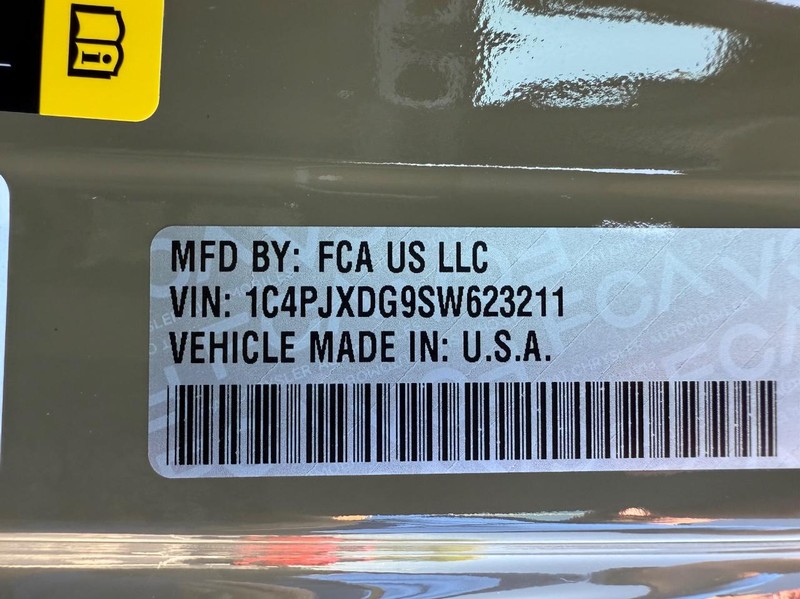 MFD BY: FCA US LLC
VIN: 1C4PJXDG9SW623211
VEHICLE MADE IN: U.S.A.